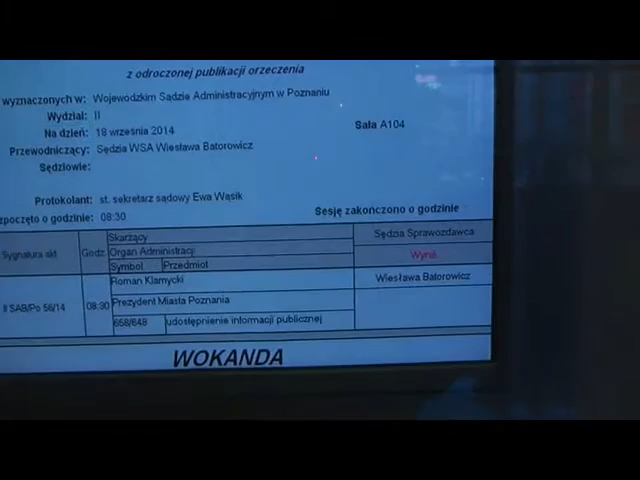 z odroczonej publikacji orzeczenia
wyznaczonych w: Wojewódzkim Sądzie Administracyjnym w Poznaniu
Wydział: II
Na dzień: 18 września 2014
Sala A104
Przewodniczący: Sędzia WSA Wiesława Batorowicz
Sędziowie:
Protokolant: st. sekretarz sądowy Ewa Wąsik
zpoczęto o godzinie: 08:30
Sesję zakończono o godzinie
Sygnatura akt
Godz.
Skarżący
Organ Administracji
Symbol Przedmiot
Sędzia Sprawozdawca
Wynik
II SAB/Po 56/14
08:30
Roman Klamycki
Prezydent Miasta Poznania
658/648 udostępnienie informacji publicznej
Wiesława Batorowicz
WOKANDA